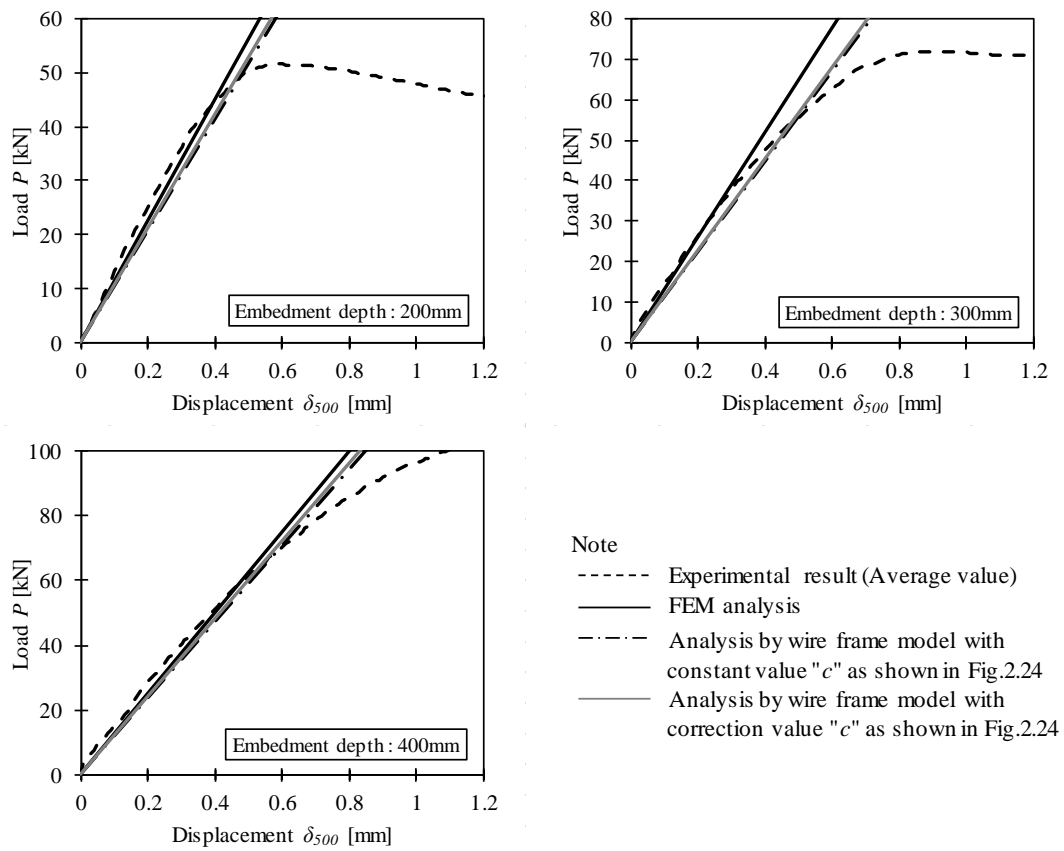 60
50
40
30
20
10
0
Load P [kN]
Embedment depth : 200mm
0 0.2 0.4 0.6 0.8 1 1.2
Displacement δ500 [mm]
80
70
60
50
40
30
20
10
0
Load P [kN]
Embedment depth : 300mm
0 0.2 0.4 0.6 0.8 1 1.2
Displacement δ500 [mm]
100
80
60
40
20
0
Load P [kN]
Embedment depth : 400mm
0 0.2 0.4 0.6 0.8 1 1.2
Displacement δ500 [mm]
Note
Experimental result (Average value)
FEM analysis
Analysis by wire frame model with
constant value "c" as shown in Fig.2.24
Analysis by wire frame model with
correction value "c" as shown in Fig.2.24